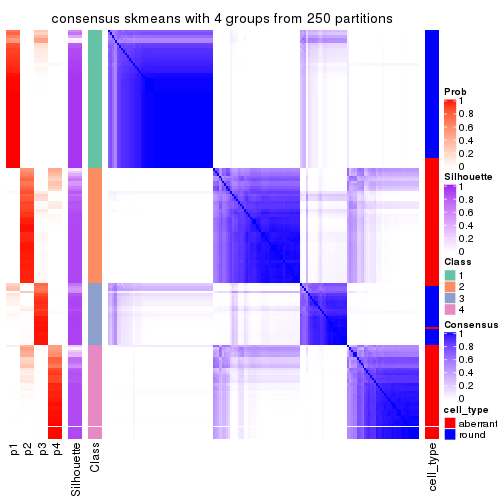 consensus skmeans with 4 groups from 250 partitions
Prob
1
0.8
0.6
0.4
0.2
0
Silhouette
1
0.8
0.6
0.4
0.2
0
Class
1
2
3
4
Consensus
1
0.8
0.6
0.4
0.2
0
cell_type
aberrant
round
p1
p2
p3
p4
Silhouette
Class
cell_type